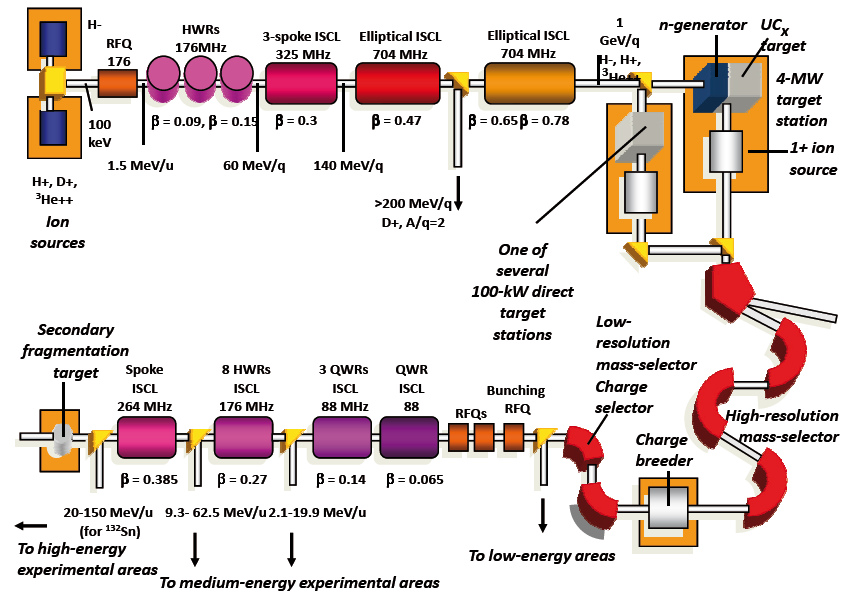 H-
RFQ
176
HWRs
176MHz
3-spoke ISCL
325 MHz
Elliptical ISCL
704 MHz
Elliptical ISCL
704 MHz
1
GeV/q
H-, H+,
³He++
n-generator
UCx
target
4-MW
target
station
1+ ion
source
100
keV
β = 0.09, β = 0.15
β = 0.3
β = 0.47
β = 0.65
β = 0.78
1.5 MeV/u
60 MeV/q
140 MeV/q
H+, D+,
³He++
Ion
sources
>200 MeV/q
D+, A/q=2
One of
several
100-kW direct
target
stations
Low-
resolution
mass-selector
Charge
selector
High-resolution
mass-selector
Charge
breeder
Secondary
fragmentation
target
Spoke
ISCL
264 MHz
8 HWRs
ISCL
176 MHz
3 QWRs
ISCL
88 MHz
QWR
ISCL
88
RFQs
Bunching
RFQ
β = 0.385
β = 0.27
β = 0.14
β = 0.065
20-150 MeV/u
(for ¹³²Sn)
9.3- 62.5 MeV/u
2.1-19.9 MeV/u
To high-energy
experimental areas
To medium-energy experimental areas
To low-energy areas